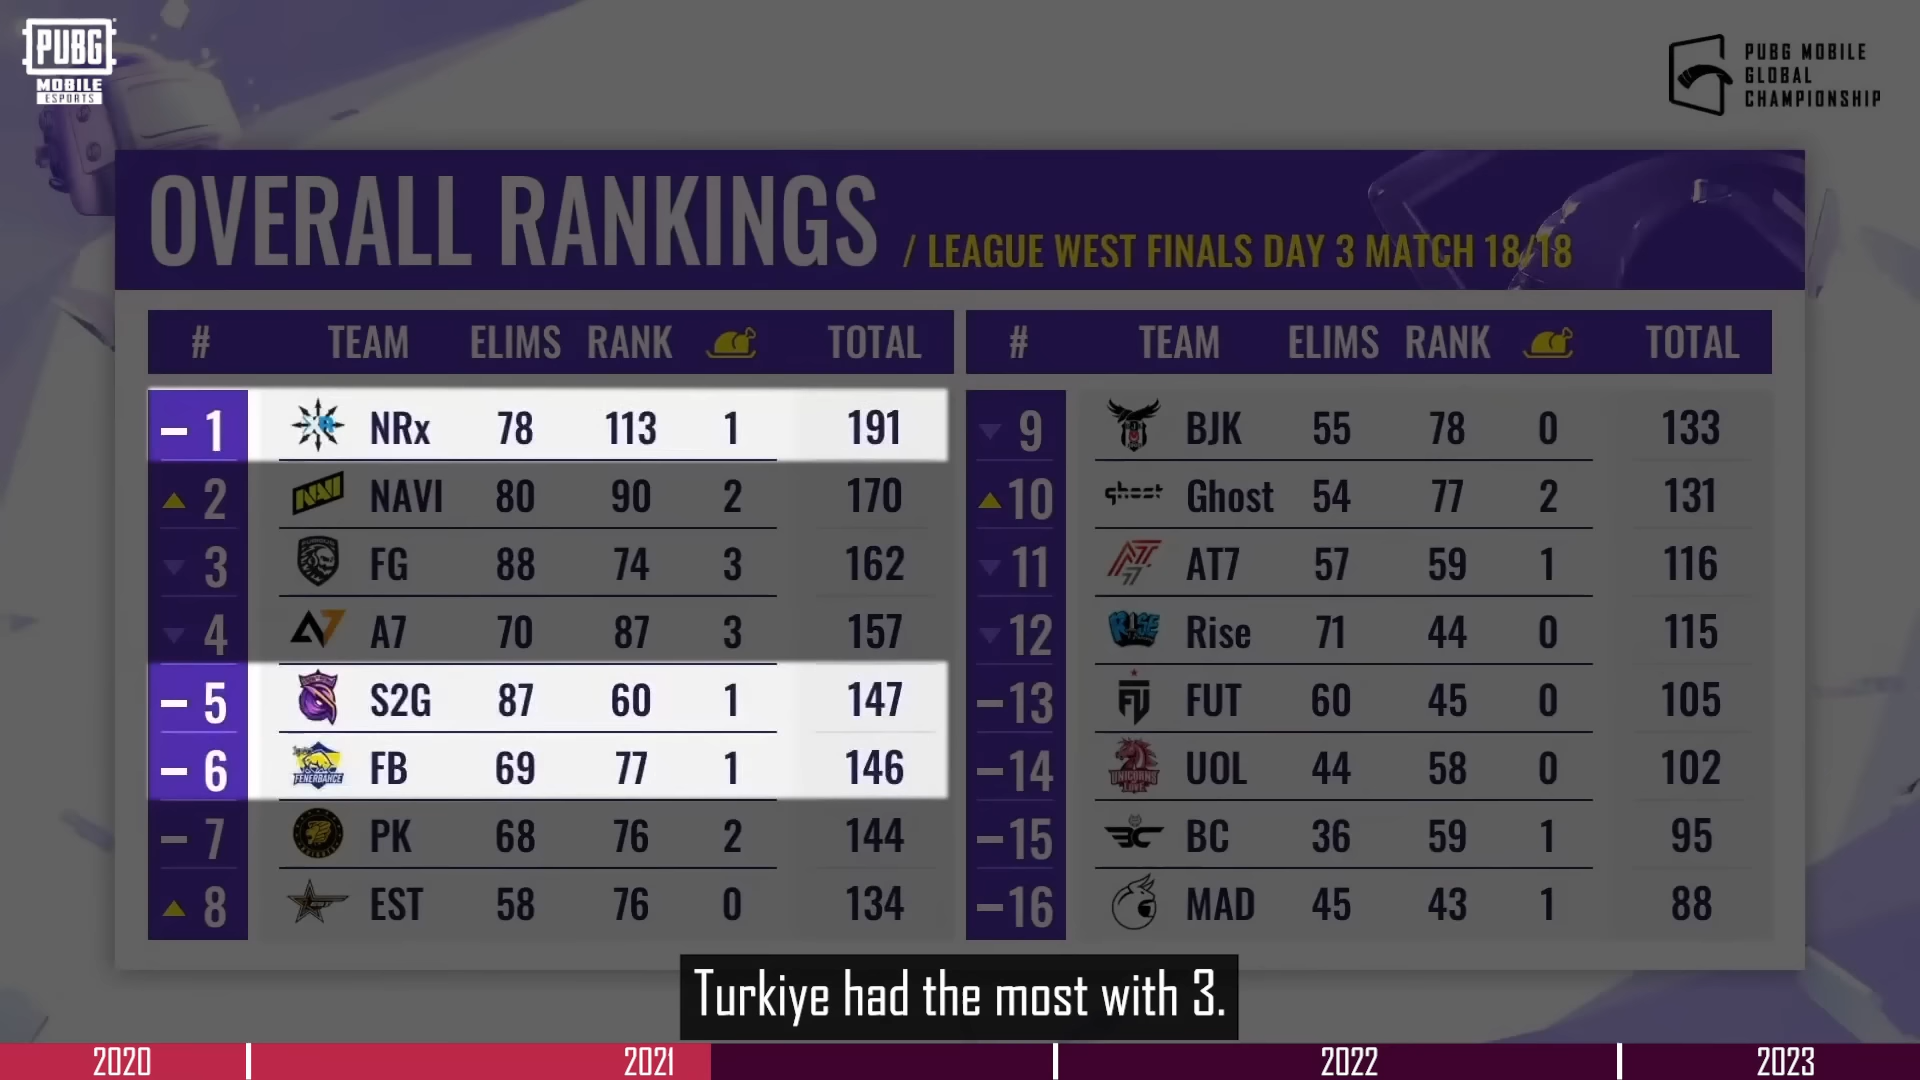 PUBG
MOBILE
ESPORTS
PUBG MOBILE
GLOBAL
CHAMPIONSHIP
OVERALL RANKINGS / LEAGUE WEST FINALS DAY 3 MATCH 18/18
# TEAM ELIMS RANK TOTAL
1 NRx 78 113 1 191
2 NAVI 80 90 2 170
3 FG 88 74 3 162
4 A7 70 87 3 157
5 S2G 87 60 1 147
6 FENERBAHÇE FB 69 77 1 146
7 PK 68 76 2 144
8 EST 58 76 0 134
# TEAM ELIMS RANK TOTAL
9 BJK 55 78 0 133
10 ghost Ghost 54 77 2 131
11 AT7 57 59 1 116
12 RISE Rise 71 44 0 115
13 FUT 60 45 0 105
14 UNICORNS OF LOVE UOL 44 58 0 102
15 BC 36 59 1 95
16 MAD 45 43 1 88
Turkiye had the most with 3.
2020 2021 2022 2023